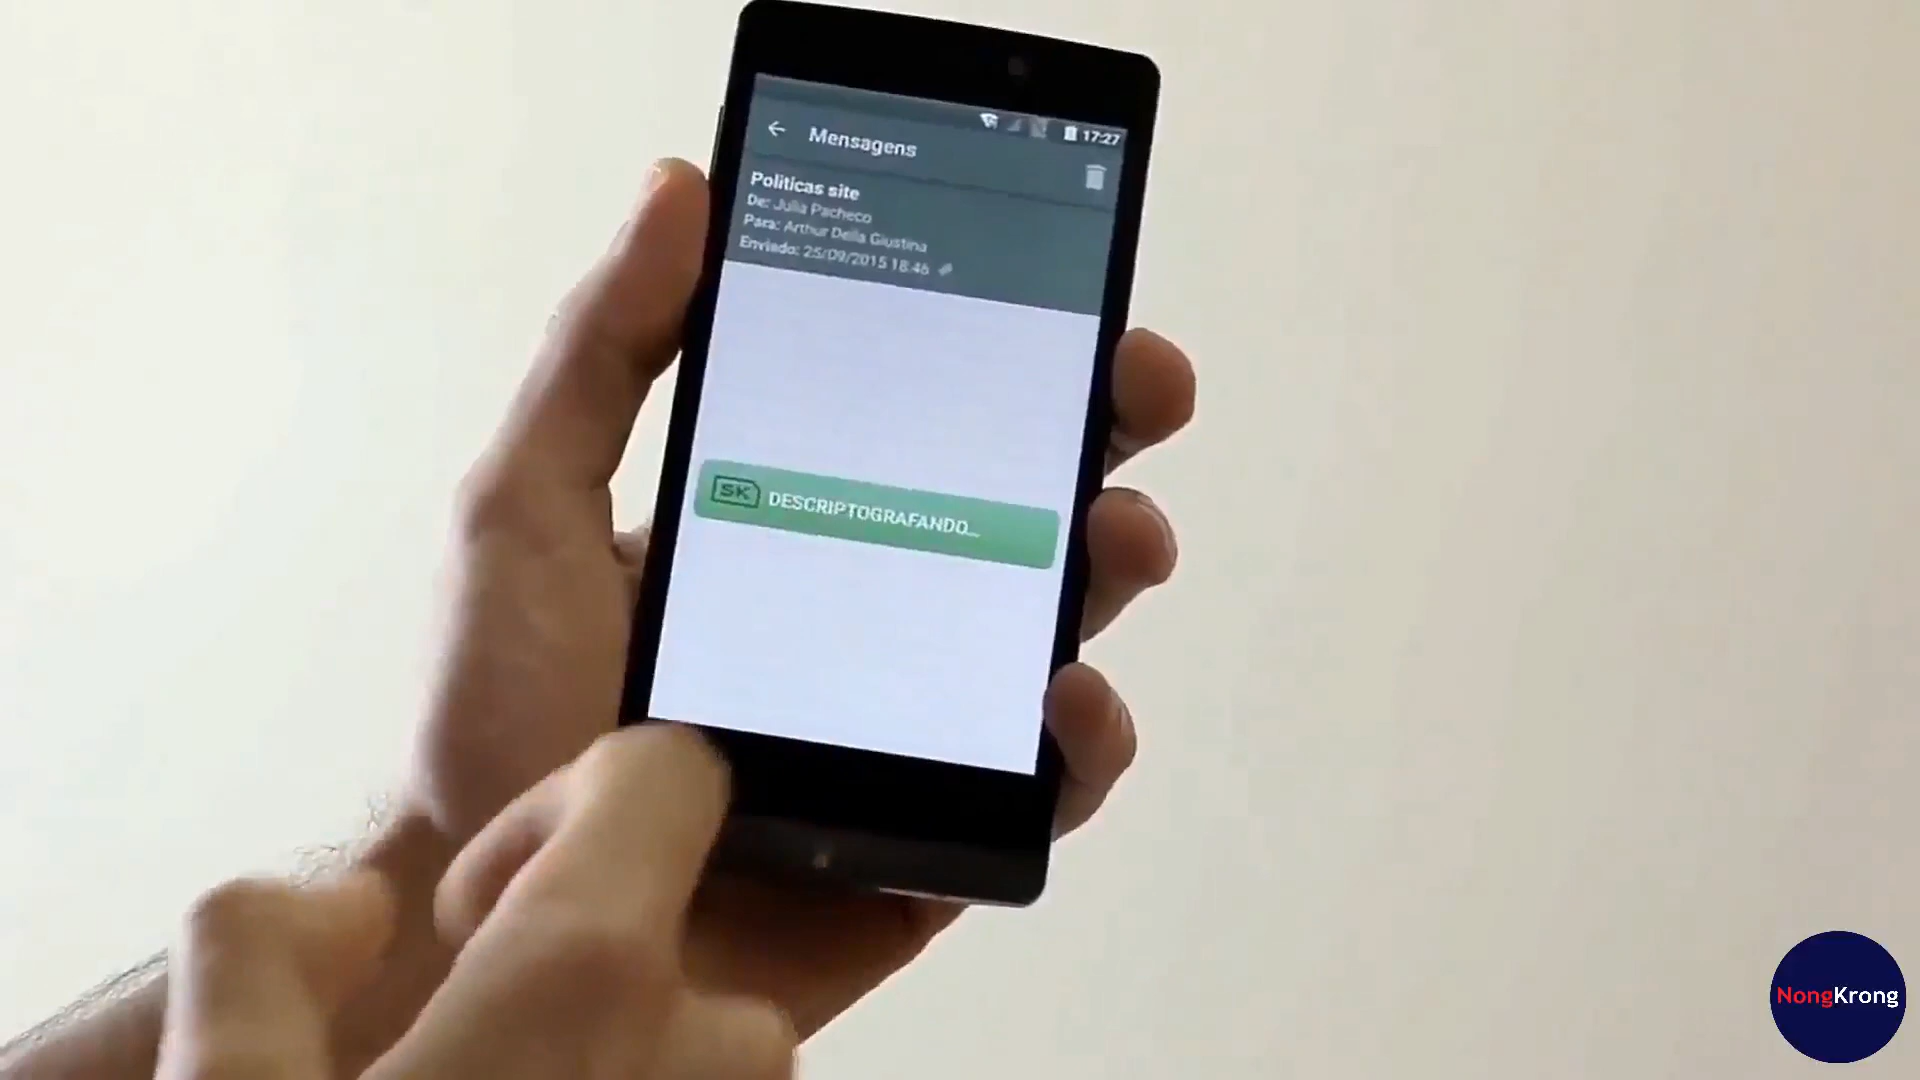 17:27
Mensagens
Politicas site
De: Julia Pacheco
Para: Arthur Della Giustina
Enviado: 25/09/2015 18:46
SK DESCRIPTOGRAFANDO...
NongKrong